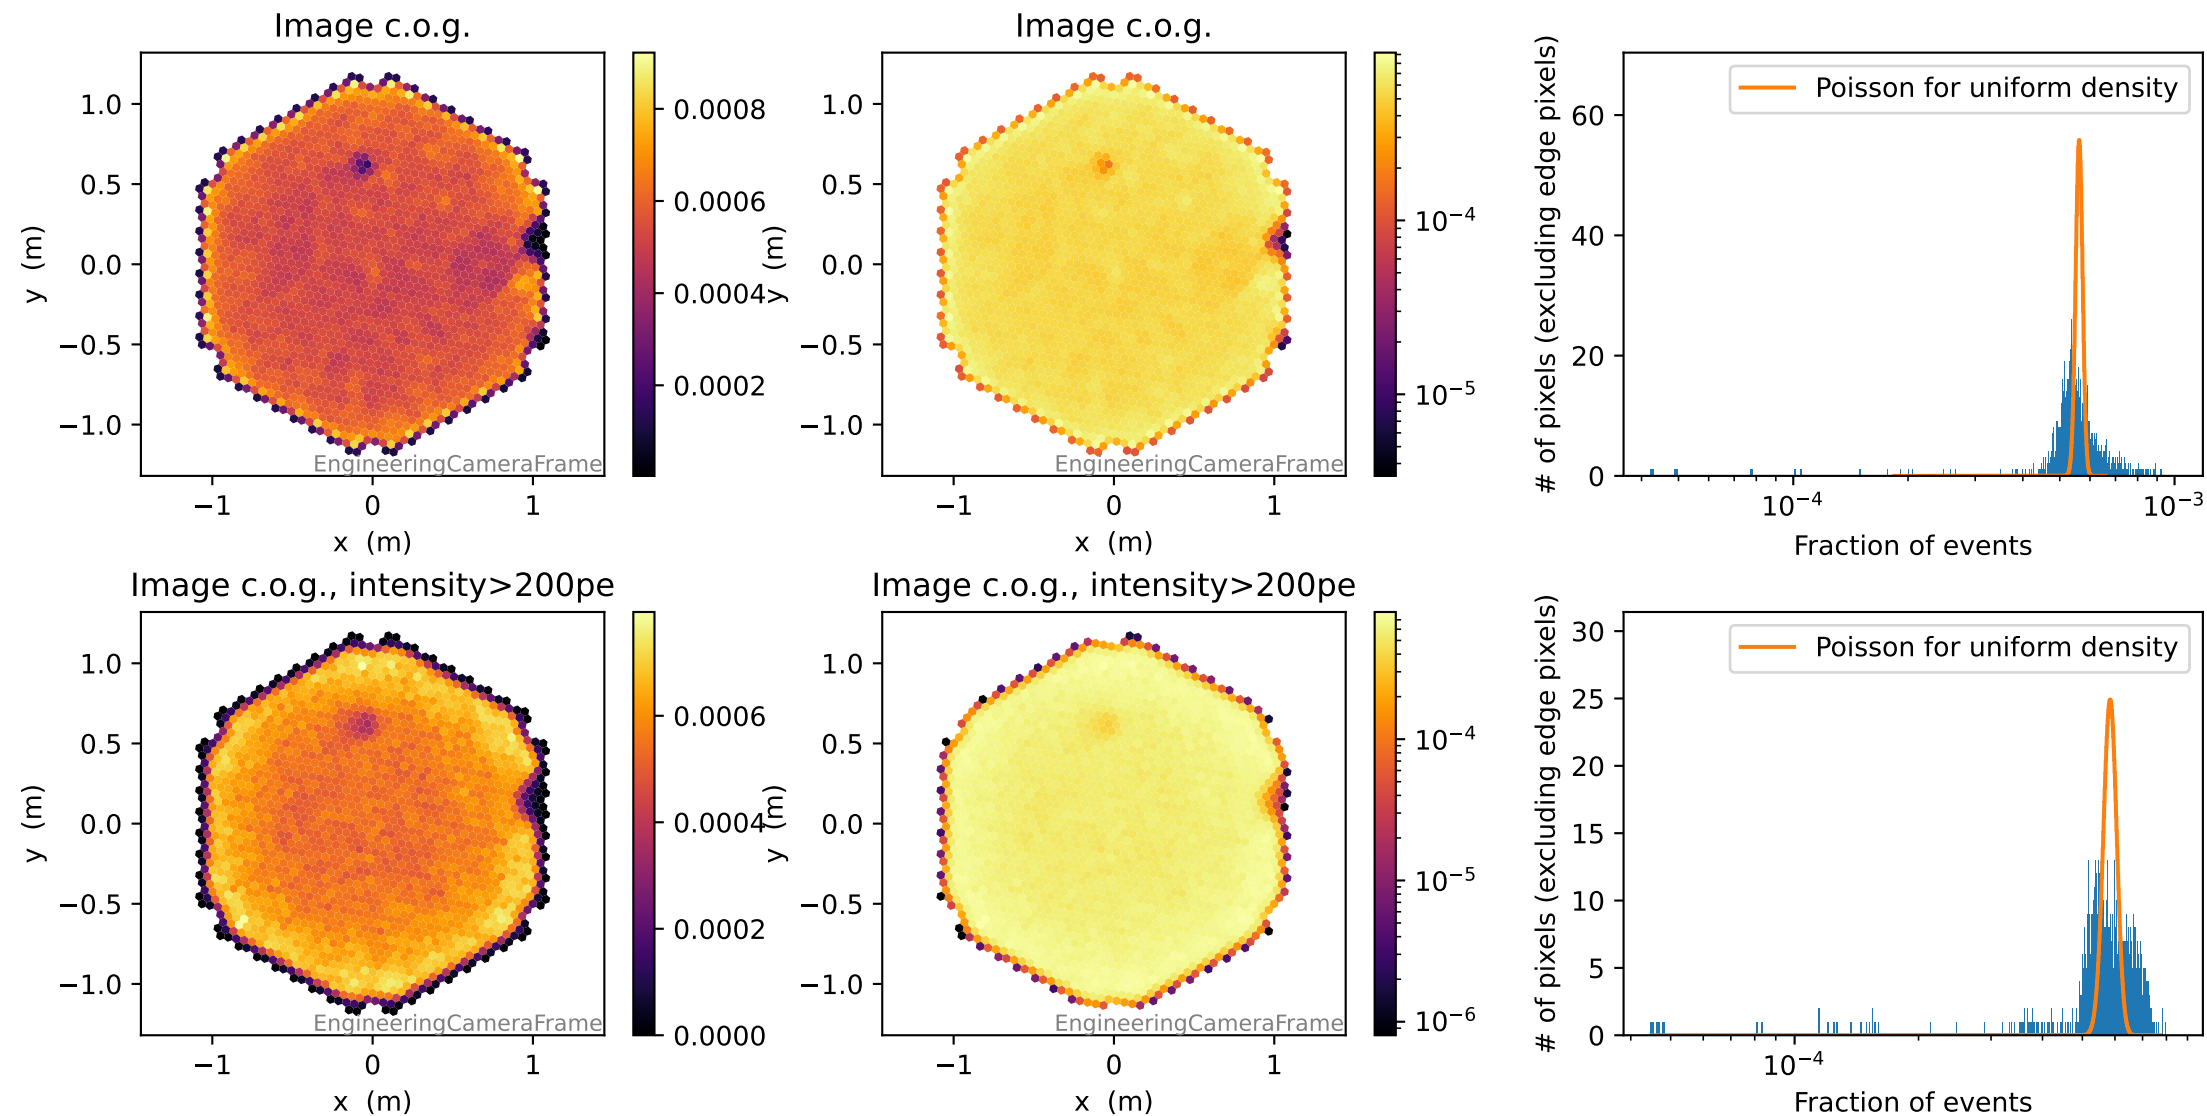 Image c.o.g.
1.0
0.5
0.0
−0.5
−1.0
y (m)
−1
0
1
x (m)
EngineeringCameraFrame
0.0008
0.0006
0.0004
0.0002
Image c.o.g.
1.0
0.5
0.0
−0.5
−1.0
y (m)
−1
0
1
x (m)
EngineeringCameraFrame
10⁻⁴
10⁻⁵
# of pixels (excluding edge pixels)
60
40
20
0
Poisson for uniform density
10⁻⁴
10⁻³
Fraction of events
Image c.o.g., intensity>200pe
1.0
0.5
0.0
−0.5
−1.0
y (m)
−1
0
1
x (m)
EngineeringCameraFrame
0.0006
0.0004
0.0002
0.0000
Image c.o.g., intensity>200pe
1.0
0.5
0.0
−0.5
−1.0
y (m)
−1
0
1
x (m)
EngineeringCameraFrame
10⁻⁴
10⁻⁵
10⁻⁶
# of pixels (excluding edge pixels)
30
25
20
15
10
5
0
Poisson for uniform density
10⁻⁴
Fraction of events